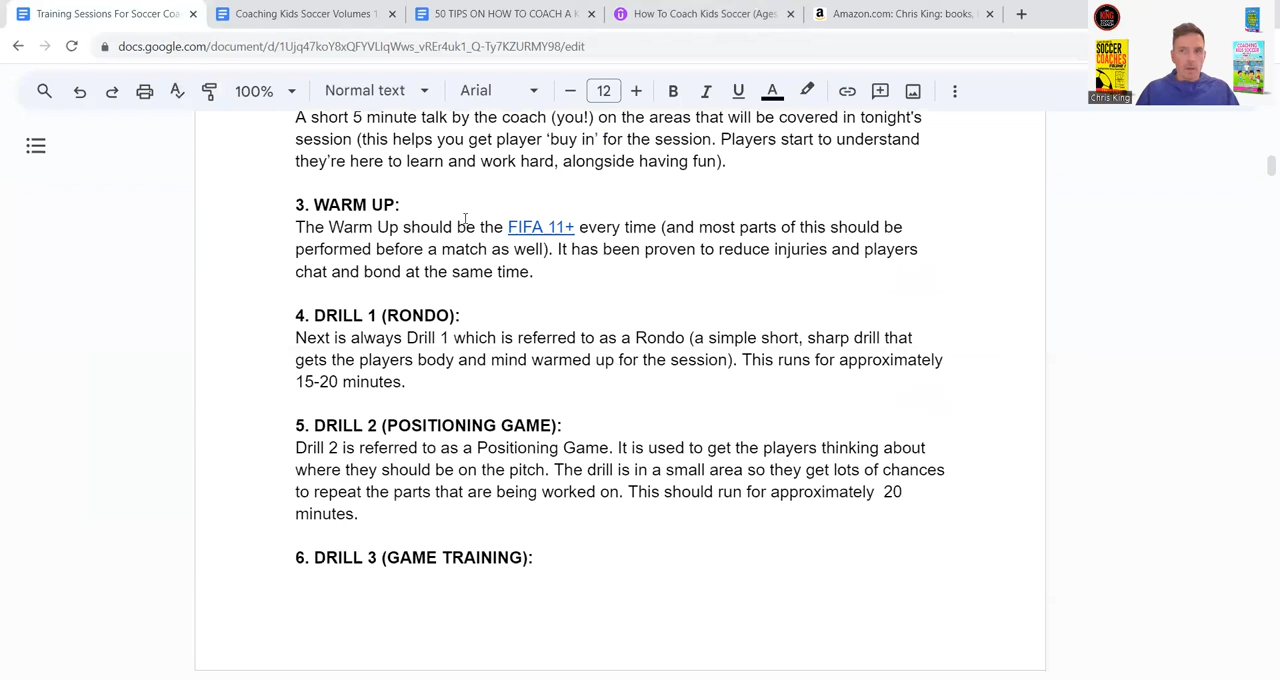 Training Sessions For Soccer Coa
Coaching Kids Soccer Volumes 1
50 TIPS ON HOW TO COACH A K
How To Coach Kids Soccer (Ages
Amazon.com: Chris King: books,
docs.google.com/document/d/1Ujq47koY8xQFYVLIqWws_vREr4uk1_Q-Ty7KZURMY98/edit
100%
Normal text
Arial
12
A short 5 minute talk by the coach (you!) on the areas that will be covered in tonight's
session (this helps you get player ‘buy in’ for the session. Players start to understand
they’re here to learn and work hard, alongside having fun).
3. WARM UP:
The Warm Up should be the FIFA 11+ every time (and most parts of this should be
performed before a match as well). It has been proven to reduce injuries and players
chat and bond at the same time.
4. DRILL 1 (RONDO):
Next is always Drill 1 which is referred to as a Rondo (a simple short, sharp drill that
gets the players body and mind warmed up for the session). This runs for approximately
15-20 minutes.
5. DRILL 2 (POSITIONING GAME):
Drill 2 is referred to as a Positioning Game. It is used to get the players thinking about
where they should be on the pitch. The drill is in a small area so they get lots of chances
to repeat the parts that are being worked on. This should run for approximately  20
minutes.
6. DRILL 3 (GAME TRAINING):
KING
SOCCER
COACHES
Chris King